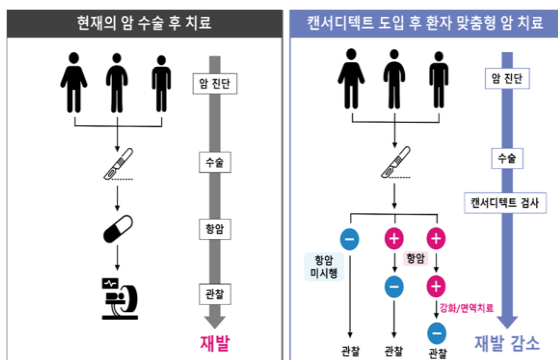 현재의 암 수술 후 치료
암 진단
수술
항암
관찰
재발
캔서디텍트 도입 후 환자 맞춤형 암 치료
암 진단
수술
캔서디텍트 검사
항암
미시행
항암
강화/면역치료
관찰
관찰
관찰
재발 감소